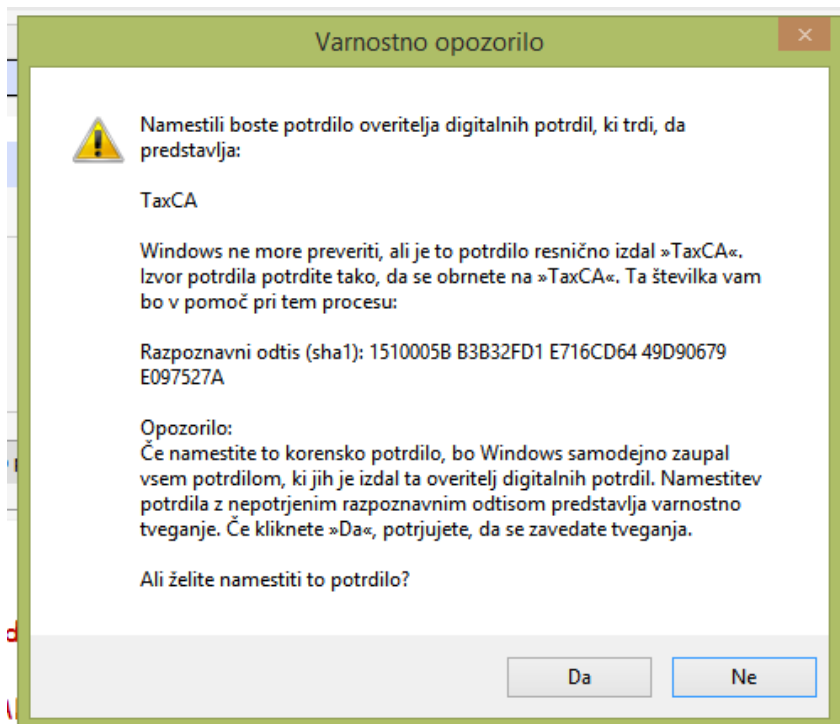 Varnostno opozorilo
Namestili boste potrdilo overitelja digitalnih potrdil, ki trdi, da
predstavlja:
TaxCA
Windows ne more preveriti, ali je to potrdilo resnično izdal »TaxCA«.
Izvor potrdila potrdite tako, da se obrnete na »TaxCA«. Ta številka vam
bo v pomoč pri tem procesu:
Razpoznavni odtis (sha1): 1510005B B3B32FD1 E716CD64 49D90679
E097527A
Opozorilo:
Če namestite to korensko potrdilo, bo Windows samodejno zaupal
vsem potrdilom, ki jih je izdal ta overitelj digitalnih potrdil. Namestitev
potrdila z nepotrjenim razpoznavnim odtisom predstavlja varnostno
tveganje. Če kliknete »Da«, potrjujete, da se zavedate tveganja.
Ali želite namestiti to potrdilo?
Da
Ne